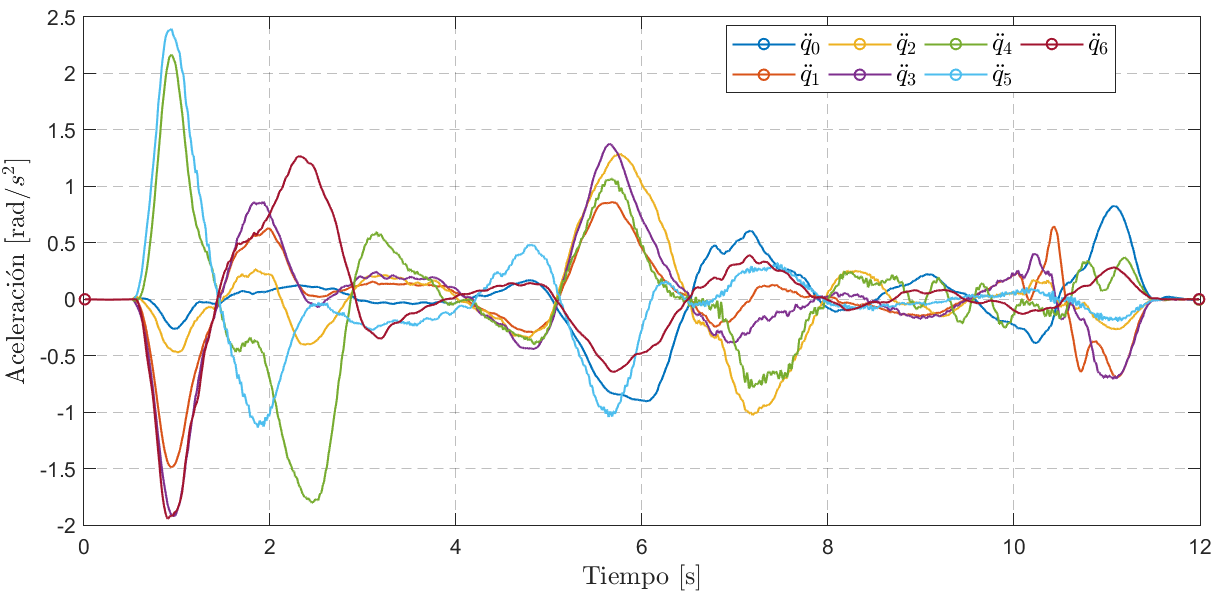 Aceleración [rad/s²]
2.5
2
1.5
1
0.5
0
-0.5
-1
-1.5
-2
q̈₀ q̈₂ q̈₄ q̈₆
q̈₁ q̈₃ q̈₅
0 2 4 6 8 10 12
Tiempo [s]